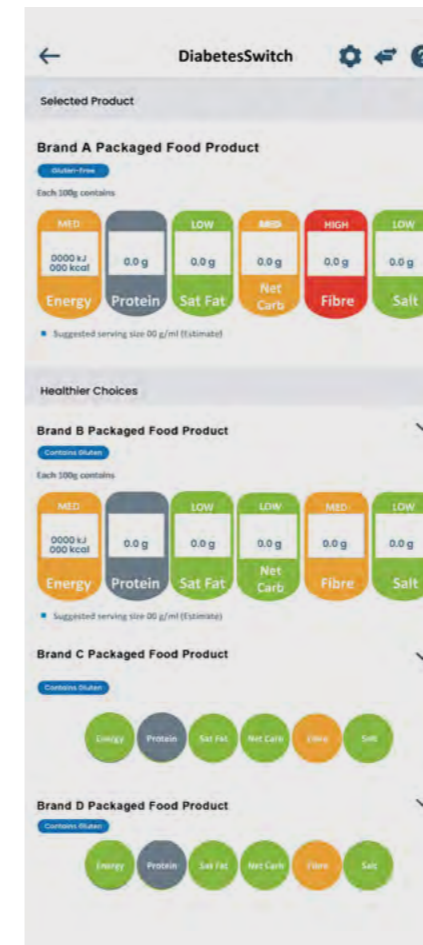 DiabetesSwitch
Selected Product
Brand A Packaged Food Product
Gluten-free
Each 100g contains
MED LOW MED HIGH LOW
0000 kJ
000 kcal 0.0 g 0.0 g 0.0 g 0.0 g 0.0 g
Energy Protein Sat Fat Net Carb Fibre Salt
Suggested serving size 00 g/ml (Estimate)
Healthier Choices
Brand B Packaged Food Product
Contains Gluten
Each 100g contains
MED LOW LOW MED LOW
0000 kJ
000 kcal 0.0 g 0.0 g 0.0 g 0.0 g 0.0 g
Energy Protein Sat Fat Net Carb Fibre Salt
Suggested serving size 00 g/ml (Estimate)
Brand C Packaged Food Product
Contains Gluten
Energy Protein Sat Fat Net Carb Fibre Salt
Brand D Packaged Food Product
Contains Gluten
Energy Protein Sat Fat Net Carb Fibre Salt